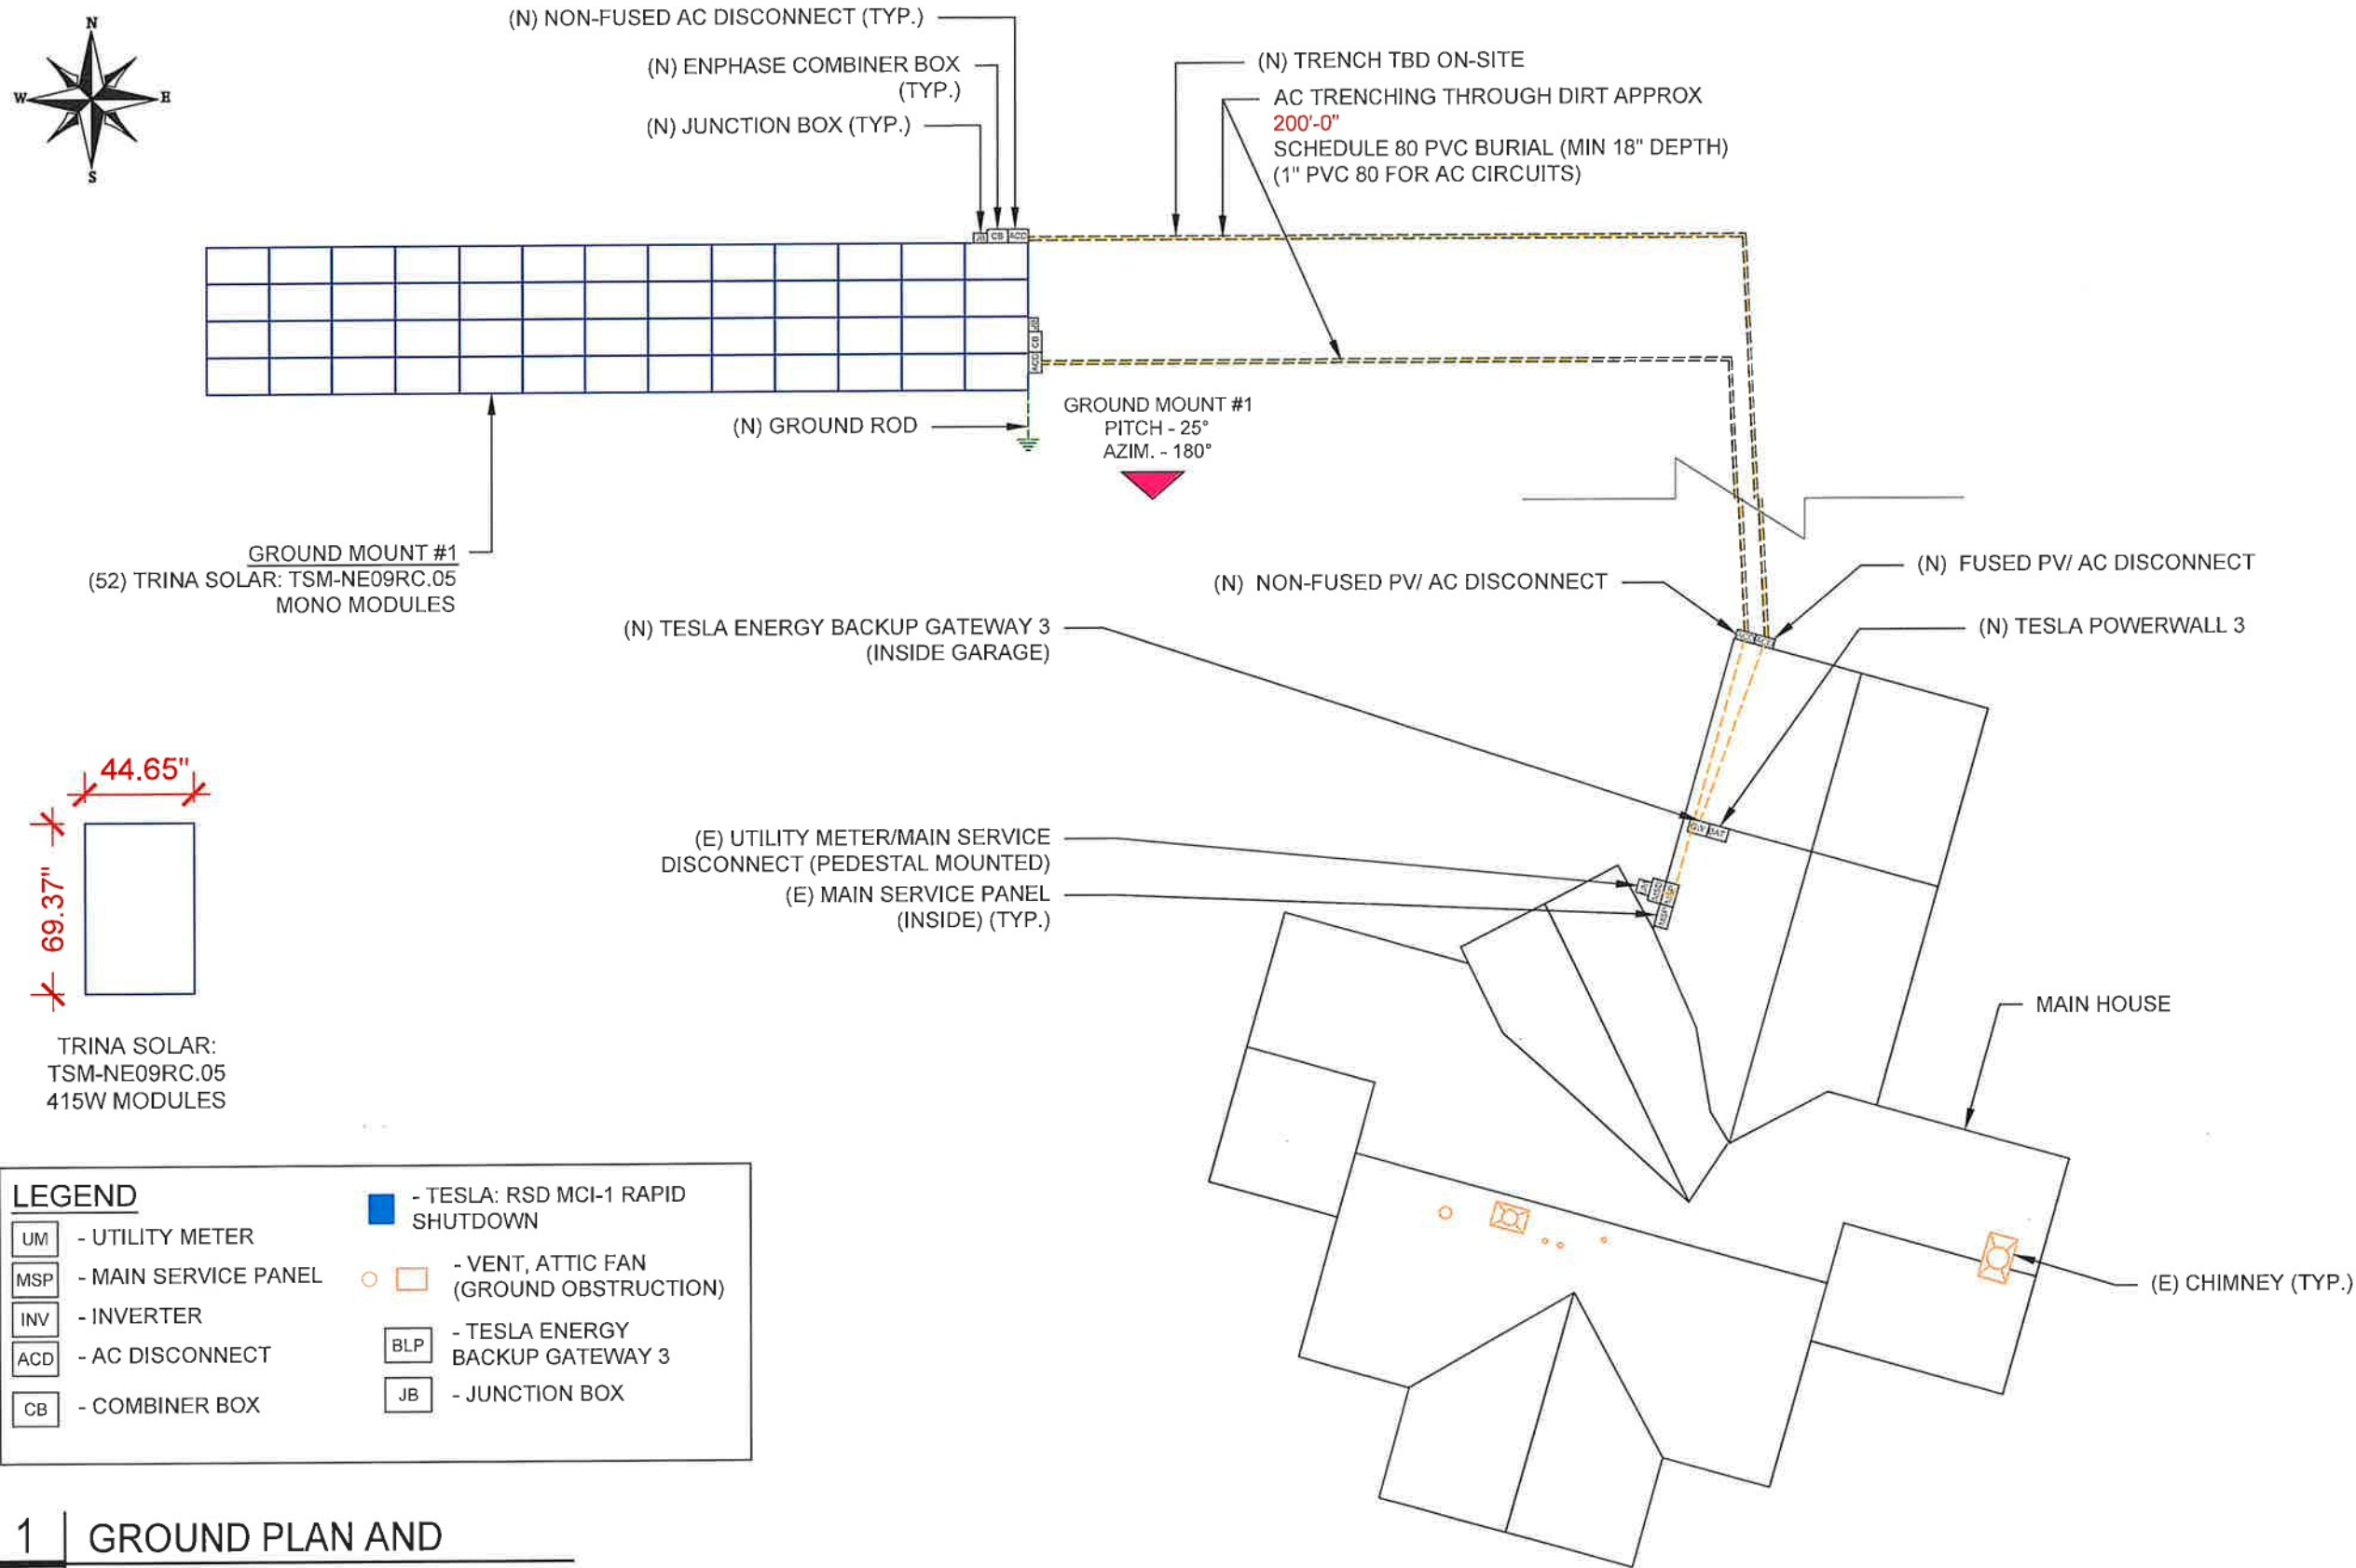 N
W
E
S
(N) NON-FUSED AC DISCONNECT (TYP.)
(N) ENPHASE COMBINER BOX
(TYP.)
(N) JUNCTION BOX (TYP.)
(N) TRENCH TBD ON-SITE
AC TRENCHING THROUGH DIRT APPROX
200'-0"
SCHEDULE 80 PVC BURIAL (MIN 18" DEPTH)
(1" PVC 80 FOR AC CIRCUITS)
JB CB ACD
JB CB ACD
(N) GROUND ROD
GROUND MOUNT #1
PITCH - 25°
AZIM. - 180°
GROUND MOUNT #1
(52) TRINA SOLAR: TSM-NE09RC.05
MONO MODULES
(N) NON-FUSED PV/ AC DISCONNECT
(N) FUSED PV/ AC DISCONNECT
(N) TESLA POWERWALL 3
(N) TESLA ENERGY BACKUP GATEWAY 3
(INSIDE GARAGE)
(E) UTILITY METER/MAIN SERVICE
DISCONNECT (PEDESTAL MOUNTED)
(E) MAIN SERVICE PANEL
(INSIDE) (TYP.)
MAIN HOUSE
(E) CHIMNEY (TYP.)
44.65"
69.37"
TRINA SOLAR:
TSM-NE09RC.05
415W MODULES
LEGEND
UM - UTILITY METER
MSP - MAIN SERVICE PANEL
INV - INVERTER
ACD - AC DISCONNECT
CB - COMBINER BOX
- TESLA: RSD MCI-1 RAPID
SHUTDOWN
- VENT, ATTIC FAN
(GROUND OBSTRUCTION)
BLP - TESLA ENERGY
BACKUP GATEWAY 3
JB - JUNCTION BOX
1 GROUND PLAN AND